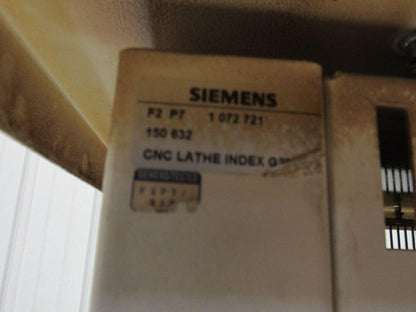 SIEMENS
F2 P7 1 072 721
150 632
CNC LATHE INDEX